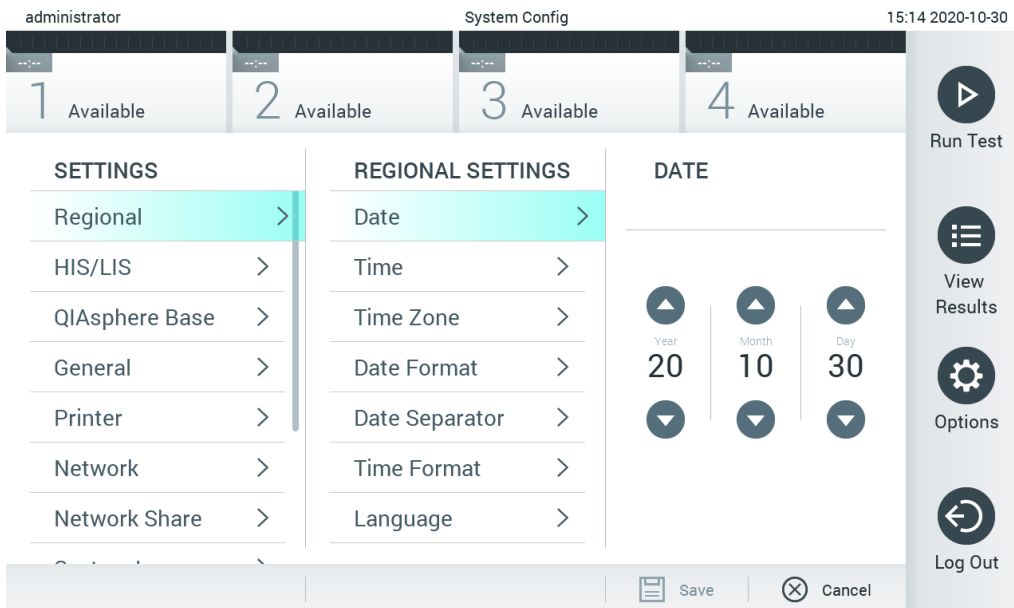 administrator System Config 15:14 2020-10-30
--:-- --:-- --:-- --:--
1 Available 2 Available 3 Available 4 Available
Run Test
View
Results
Options
Log Out
SETTINGS
Regional
HIS/LIS
QIAsphere Base
General
Printer
Network
Network Share
REGIONAL SETTINGS
Date
Time
Time Zone
Date Format
Date Separator
Time Format
Language
DATE
Year Month Day
20 10 30
Save Cancel